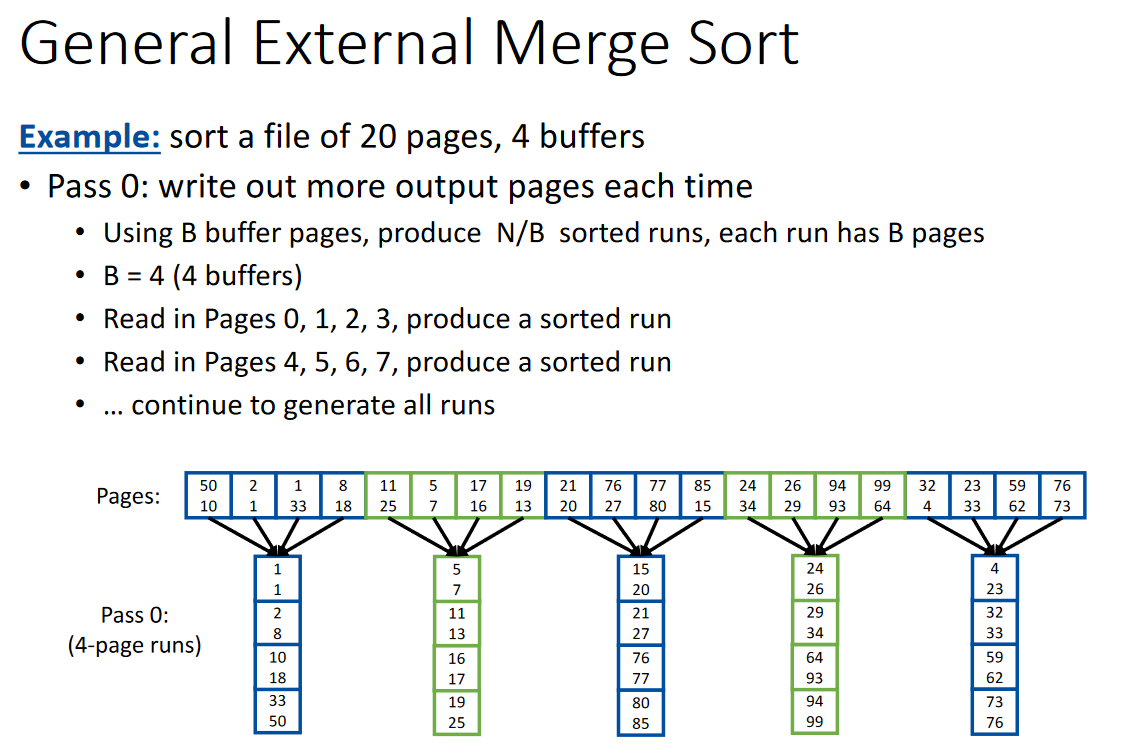 General External Merge Sort
Example: sort a file of 20 pages, 4 buffers
• Pass 0: write out more output pages each time
• Using B buffer pages, produce N/B sorted runs, each run has B pages
• B = 4 (4 buffers)
• Read in Pages 0, 1, 2, 3, produce a sorted run
• Read in Pages 4, 5, 6, 7, produce a sorted run
• … continue to generate all runs
Pages:
50 2 1 8 11 5 17 19 21 76 77 85 24 26 94 99 32 23 59 76
10 1 33 18 25 7 16 13 20 27 80 15 34 29 93 64 4 33 62 73
Pass 0:
(4-page runs)
1 5 15 24 4
1 7 20 26 23
2 11 21 29 32
8 13 27 34 33
10 16 76 64 59
18 17 77 93 62
33 19 80 94 73
50 25 85 99 76